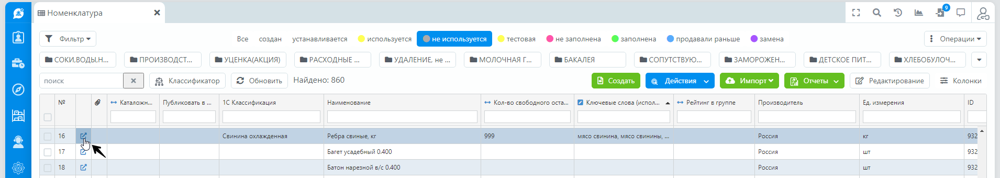 Номенклатура
9
Фильтр
Все создан устанавливается используется не используется тестовая не заполнена заполнена продавали раньше замена
Операции
СОКИ,ВОДЫ,Н... ПРОИЗВОДСТ... УЦЕНКА(АКЦИЯ) РАСХОДНЫЕ ... УДАЛЕНИЕ, не ... МОЛОЧНАЯ Г... БАКАЛЕЯ СОПУТСТВУЮ... ЗАМОРОЖЕН... ДЕТСКОЕ ПИТ... ХЛЕБОБУЛОЧ...
поиск Классификатор Обновить Найдено: 860 Создать Действия Импорт Отчеты Редактирование Колонки
№ Каталожн... Публиковать в ... 1С Классификация Наименование Кол-во свободного оста... Ключевые слова (испол... Рейтинг в группе Производитель Ед. измерения ID
16 Свинина охлажденная Ребра свиные, кг 999 мясо свинина, мясо свинины, ... Россия кг 932
17 Багет усадебный 0.400 Россия шт 932
18 Батон нарезной в/с 0.400 Россия шт 932